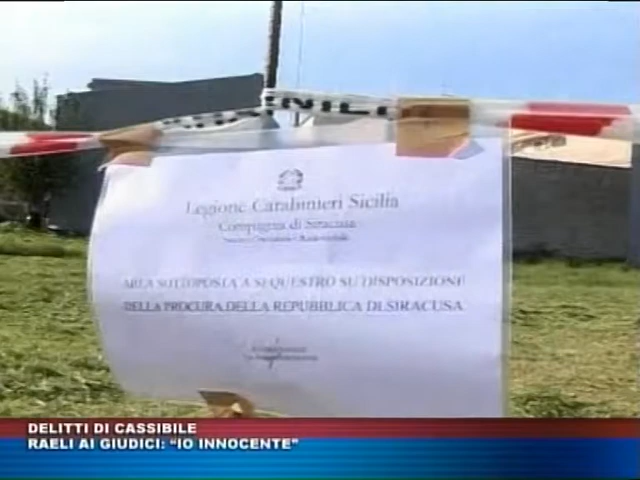 Legione Carabinieri Sicilia
Compagnia di Siracusa
AREA SOTTOPOSTA A SEQUESTRO SU DISPOSIZIONE
DELLA PROCURA DELLA REPUBBLICA DI SIRACUSA
DELITTI DI CASSIBILE
RAELI AI GIUDICI: “IO INNOCENTE”